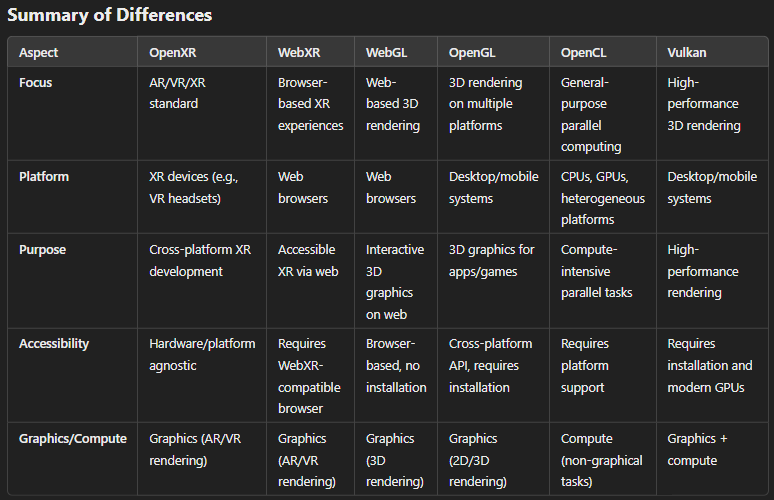 Summary of Differences
Aspect OpenXR WebXR WebGL OpenGL OpenCL Vulkan
Focus AR/VR/XR Browser- Web- 3D rendering General- High-
standard based XR based 3D on multiple purpose performance
experiences rendering platforms parallel 3D rendering
computing
Platform XR devices (e.g., Web Web Desktop/mobile CPUs, GPUs, Desktop/mobile
VR headsets) browsers browsers systems heterogeneous systems
platforms
Purpose Cross-platform XR Accessible Interactive 3D graphics for Compute- High-
development XR via web 3D apps/games intensive performance
graphics parallel tasks rendering
on web
Accessibility Hardware/platform Requires Browser- Cross-platform Requires Requires
agnostic WebXR- based, no API, requires platform installation and
compatible installation installation support modern GPUs
browser
Graphics/Compute Graphics (AR/VR Graphics Graphics Graphics Compute Graphics +
rendering) (AR/VR (3D (2D/3D (non-graphical compute
rendering) rendering) rendering) tasks)